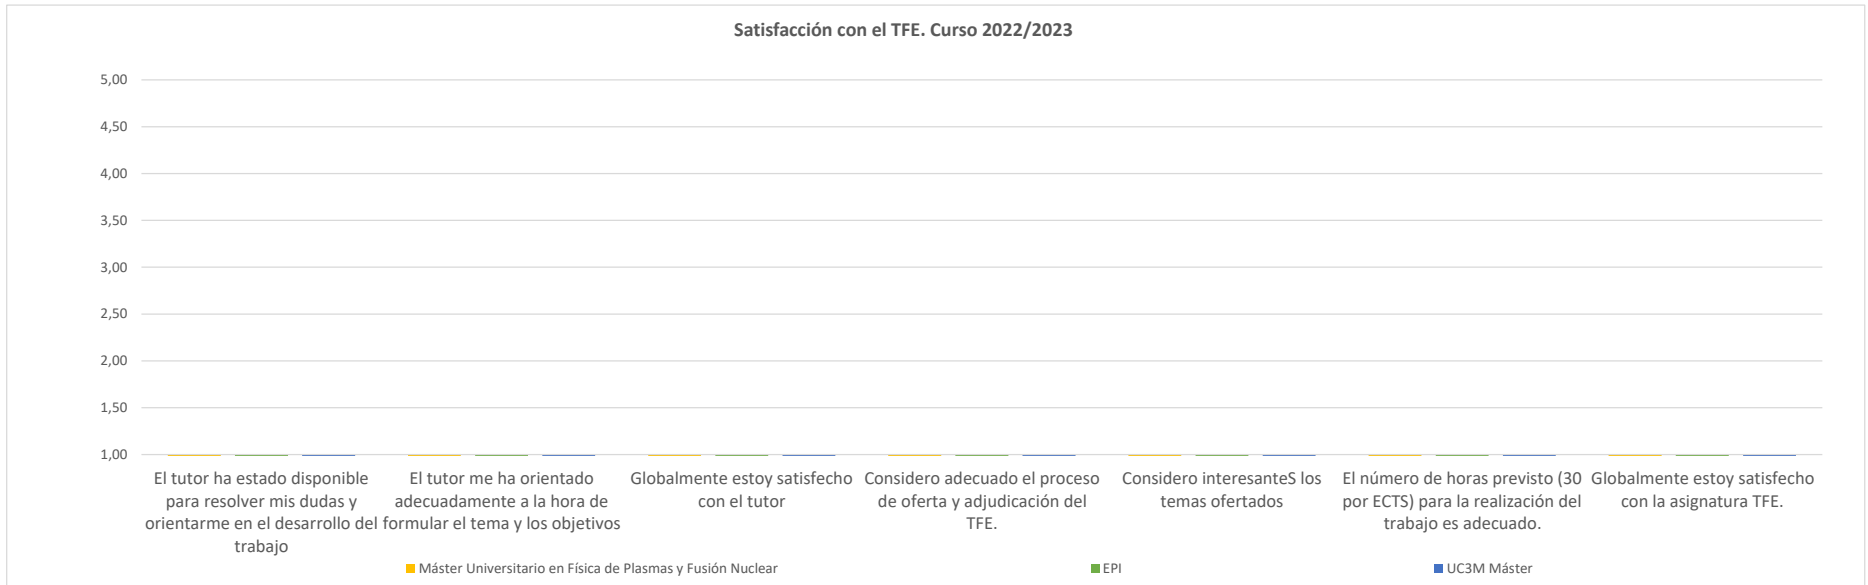 Satisfacción con el TFE. Curso 2022/2023
5,00
4,50
4,00
3,50
3,00
2,50
2,00
1,50
1,00
El tutor ha estado disponible
para resolver mis dudas y
orientarme en el desarrollo del
trabajo
El tutor me ha orientado
adecuadamente a la hora de
formular el tema y los objetivos
Globalmente estoy satisfecho
con el tutor
Considero adecuado el proceso
de oferta y adjudicación del
TFE.
Considero interesanteS los
temas ofertados
El número de horas previsto (30
por ECTS) para la realización del
trabajo es adecuado.
Globalmente estoy satisfecho
con la asignatura TFE.
Máster Universitario en Física de Plasmas y Fusión Nuclear
EPI
UC3M Máster